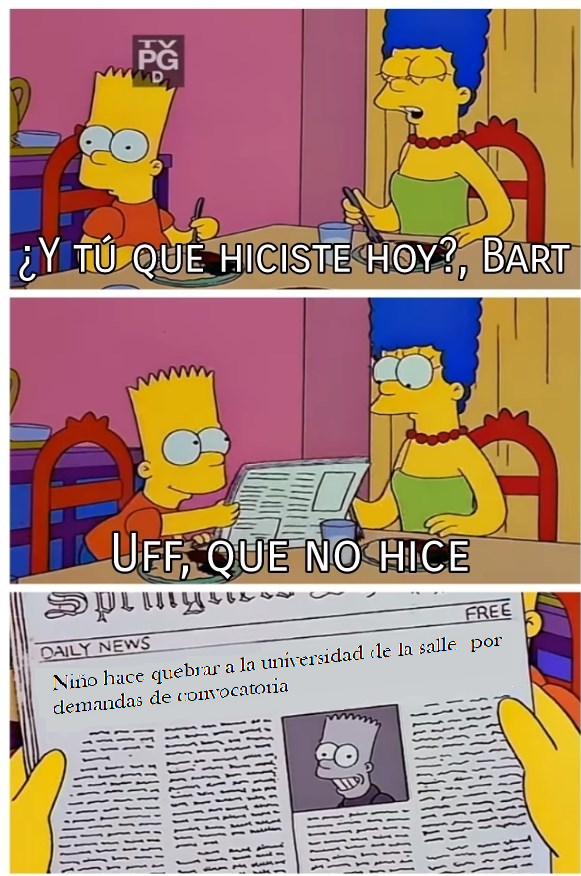 TV
PG
D
¿Y TÚ QUE HICISTE HOY?, BART
UFF, QUE NO HICE
FREE
DAILY NEWS
Niño hace quebrar a la universidad de la salle por
demandas de convocatoria